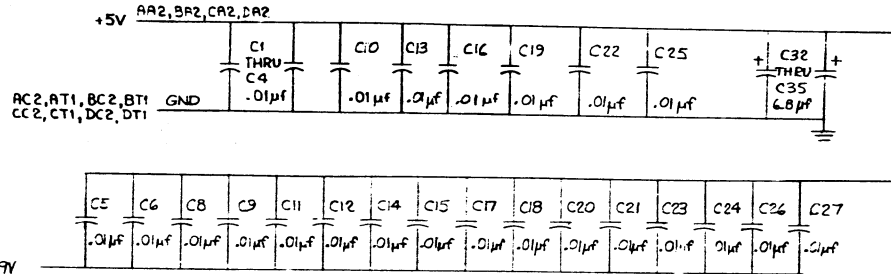 +5V AA2, BA2, CA2, DA2
C1 THRU C4 .01µf
C10 .01µf
C13 .01µf
C16 .01µf
C19 .01µf
C22 .01µf
C25 .01µf
+ C32 THRU C35 6.8µf +
AC2, AT1, BC2, BT1 GND
CC2, CT1, DC2, DT1
C5 C6 C8 C9 C11 C12 C14 C15 C17 C18 C20 C21 C23 C24 C26 C27
.01µf .01µf .01µf .01µf .01µf .01µf .01µf .01µf .01µf .01µf .01µf .01µf .01µf .01µf .01µf .01µf
9V